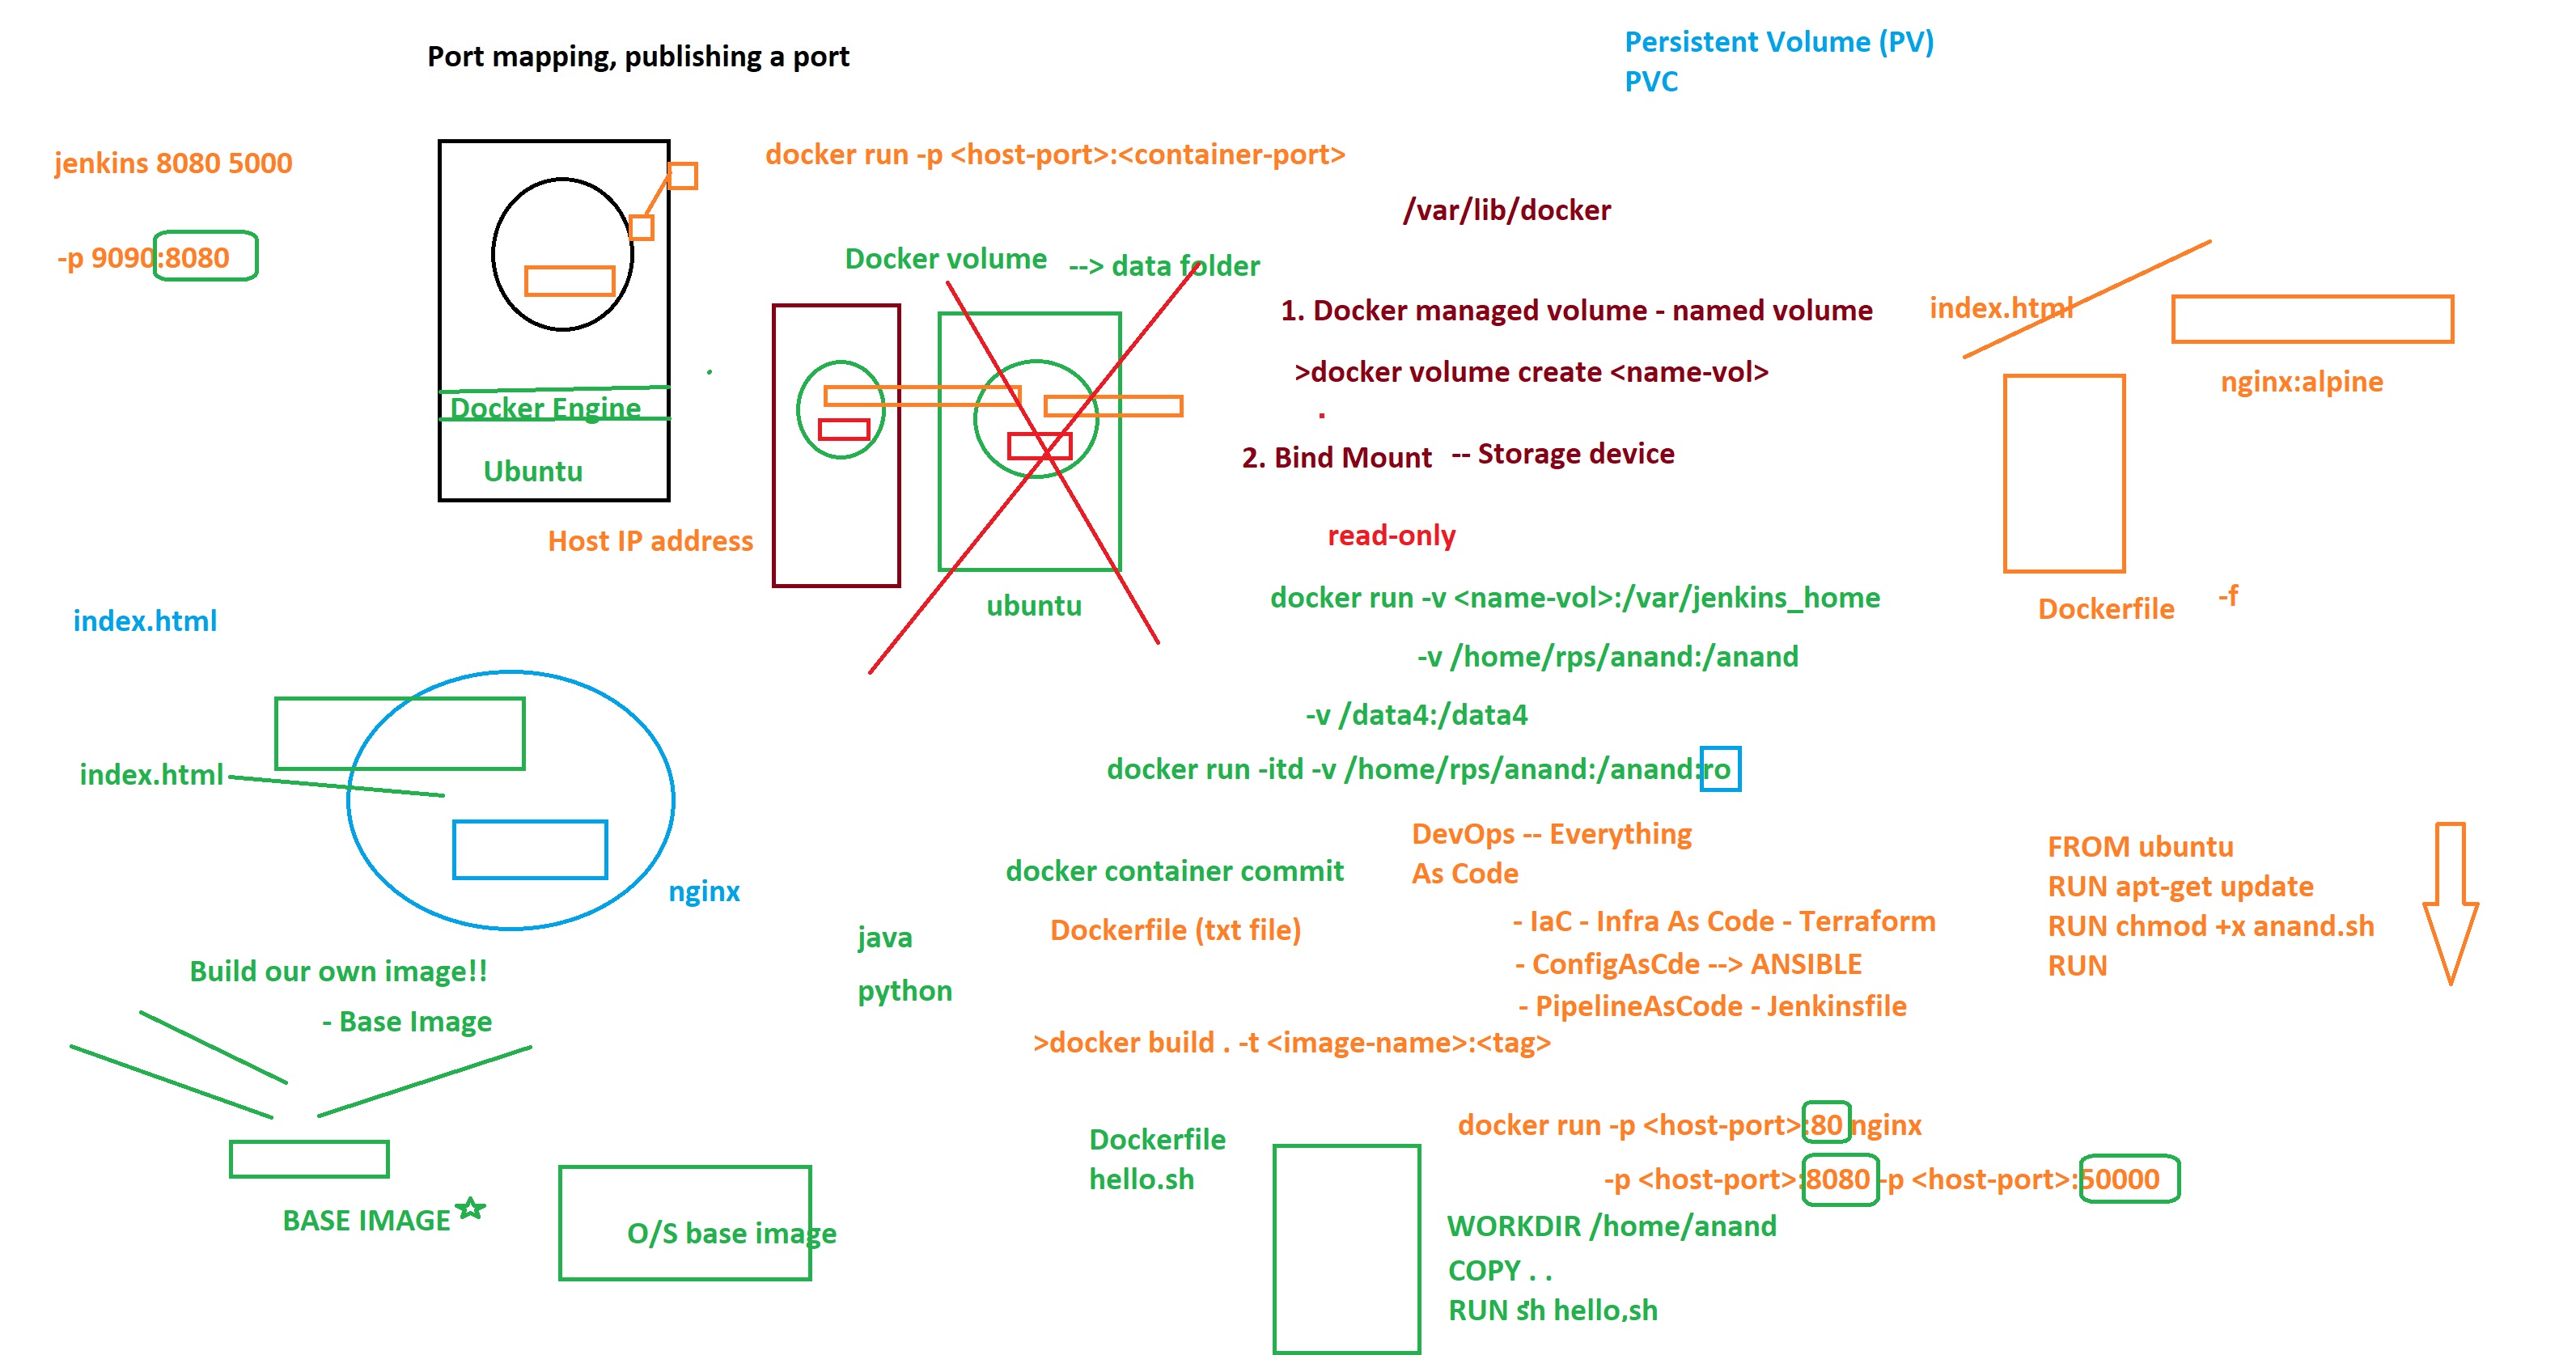 Port mapping, publishing a port
Persistent Volume (PV)
PVC
jenkins 8080 5000
-p 9090:8080
docker run -p <host-port>:<container-port>
/var/lib/docker
Docker volume --> data folder
1. Docker managed volume - named volume
>docker volume create <name-vol>
2. Bind Mount -- Storage device
read-only
Docker Engine
Ubuntu
Host IP address
ubuntu
docker run -v <name-vol>:/var/jenkins_home
-v /home/rps/anand:/anand
-v /data4:/data4
docker run -itd -v /home/rps/anand:/anand:ro
index.html
nginx:alpine
Dockerfile -f
index.html
index.html
nginx
Build our own image!!
- Base Image
BASE IMAGE
O/S base image
java
python
docker container commit
Dockerfile (txt file)
DevOps -- Everything
As Code
- IaC - Infra As Code - Terraform
- ConfigAsCde --> ANSIBLE
- PipelineAsCode - Jenkinsfile
>docker build . -t <image-name>:<tag>
FROM ubuntu
RUN apt-get update
RUN chmod +x anand.sh
RUN
docker run -p <host-port>:80 nginx
-p <host-port>:8080 -p <host-port>:50000
Dockerfile
hello.sh
WORKDIR /home/anand
COPY . .
RUN sh hello,sh